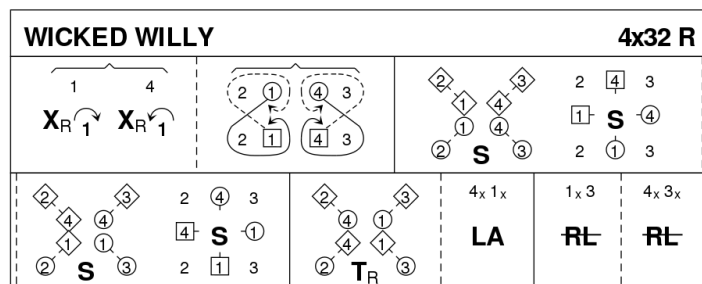 WICKED WILLY 4x32 R
1 4
XR 1 XR 1
2 1 4 3
2 1 4 3
2 3
1 4
1 4
2 S 3
2 4 3
1 S 4
2 1 3
2 3
4 4
1 1
2 S 3
2 4 3
4 S 1
2 1 3
2 3
4 1
4 1
2 TR 3
4x 1x
LA
1x 3
RL
4x 3x
RL